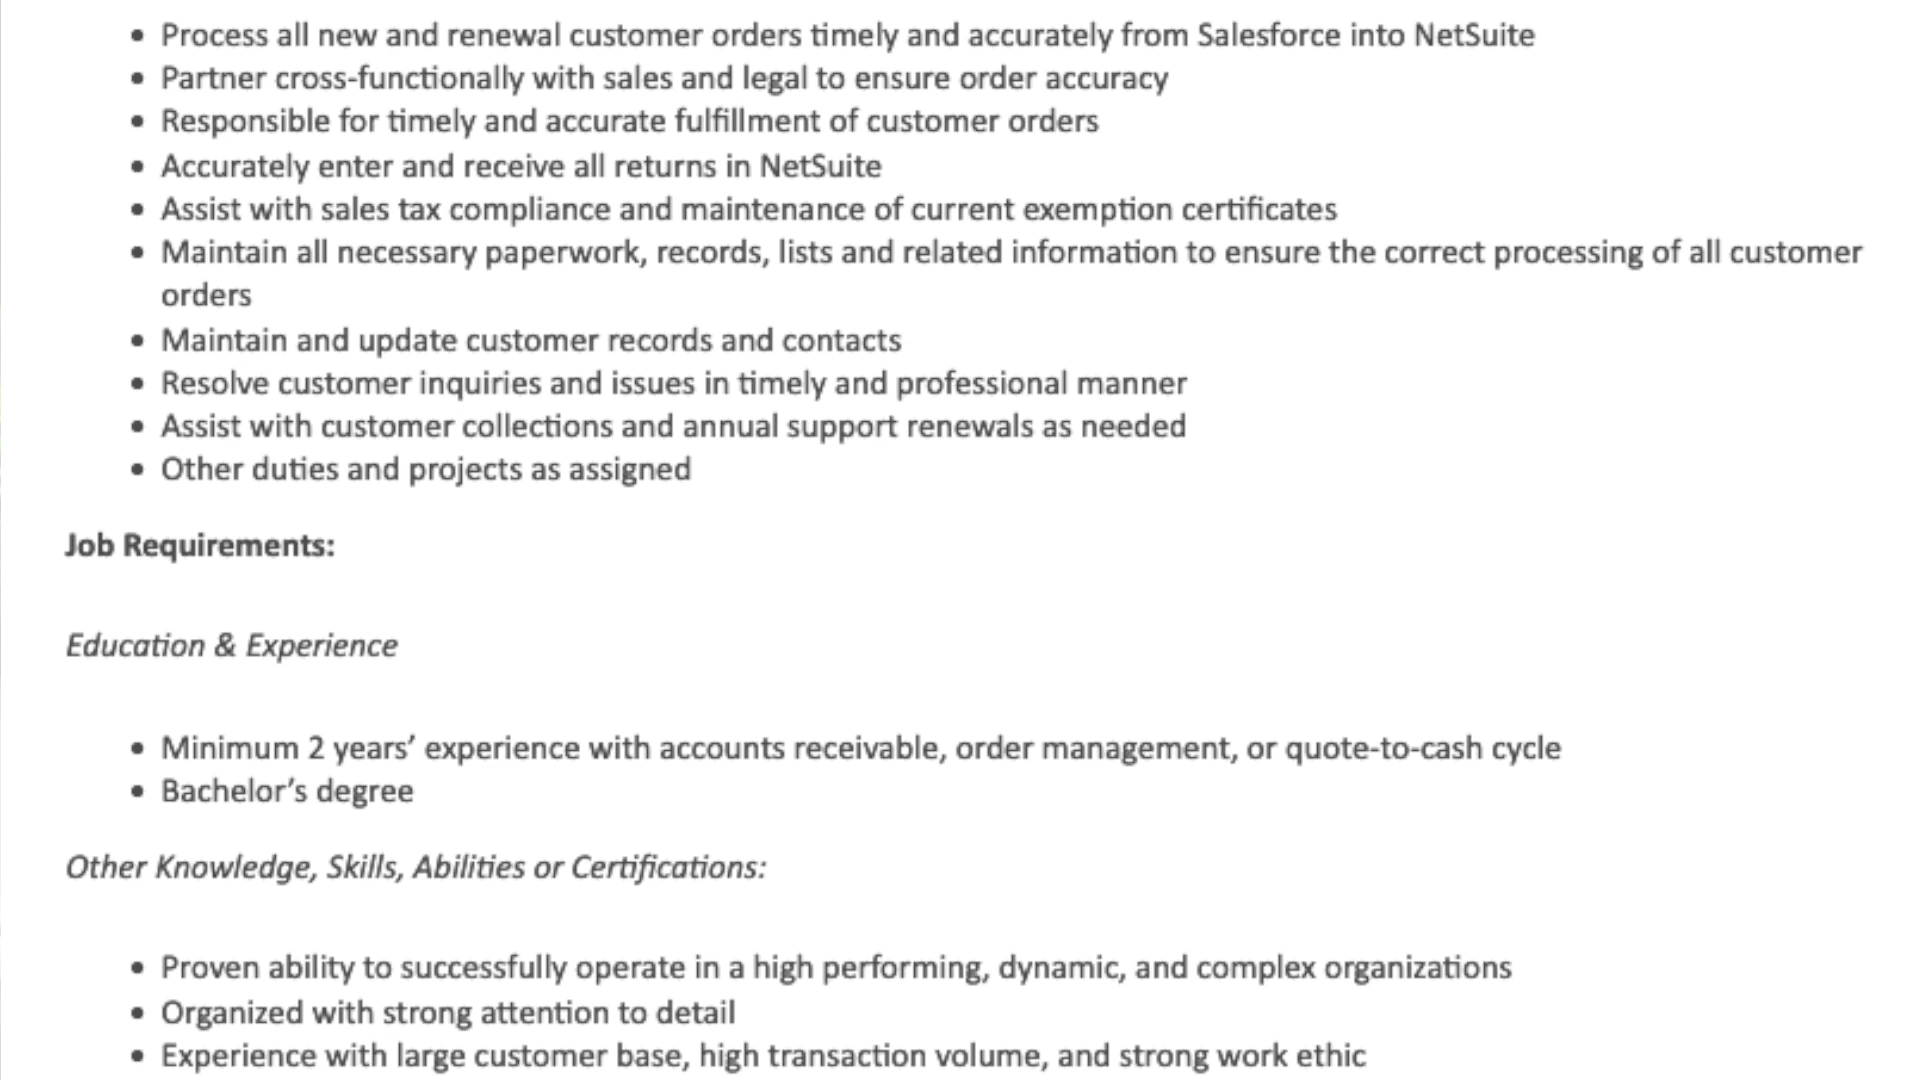 • Process all new and renewal customer orders timely and accurately from Salesforce into NetSuite
• Partner cross-functionally with sales and legal to ensure order accuracy
• Responsible for timely and accurate fulfillment of customer orders
• Accurately enter and receive all returns in NetSuite
• Assist with sales tax compliance and maintenance of current exemption certificates
• Maintain all necessary paperwork, records, lists and related information to ensure the correct processing of all customer
orders
• Maintain and update customer records and contacts
• Resolve customer inquiries and issues in timely and professional manner
• Assist with customer collections and annual support renewals as needed
• Other duties and projects as assigned
Job Requirements:
Education & Experience
• Minimum 2 years’ experience with accounts receivable, order management, or quote-to-cash cycle
• Bachelor’s degree
Other Knowledge, Skills, Abilities or Certifications:
• Proven ability to successfully operate in a high performing, dynamic, and complex organizations
• Organized with strong attention to detail
• Experience with large customer base, high transaction volume, and strong work ethic